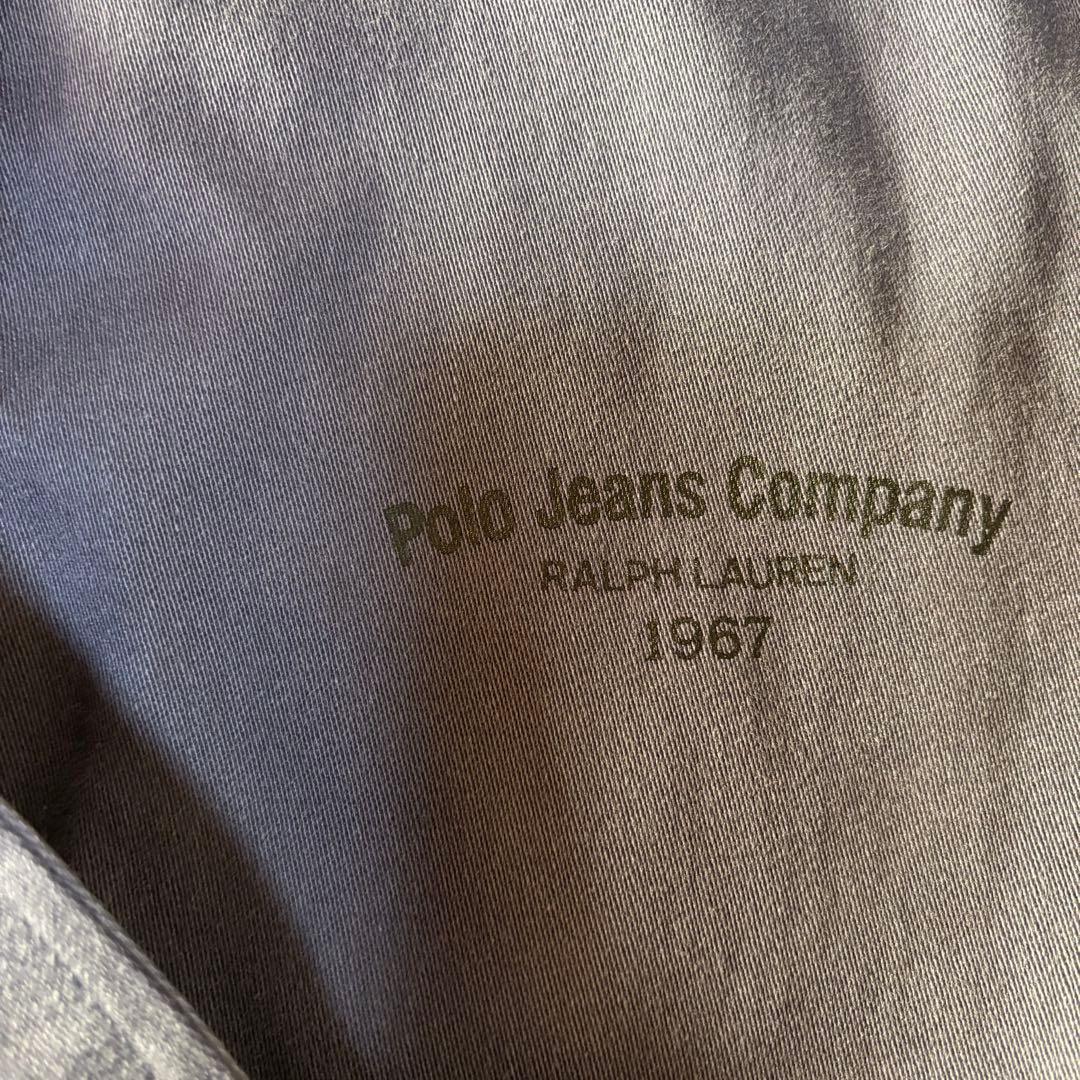 Polo Jeans Company
RALPH LAUREN
1967